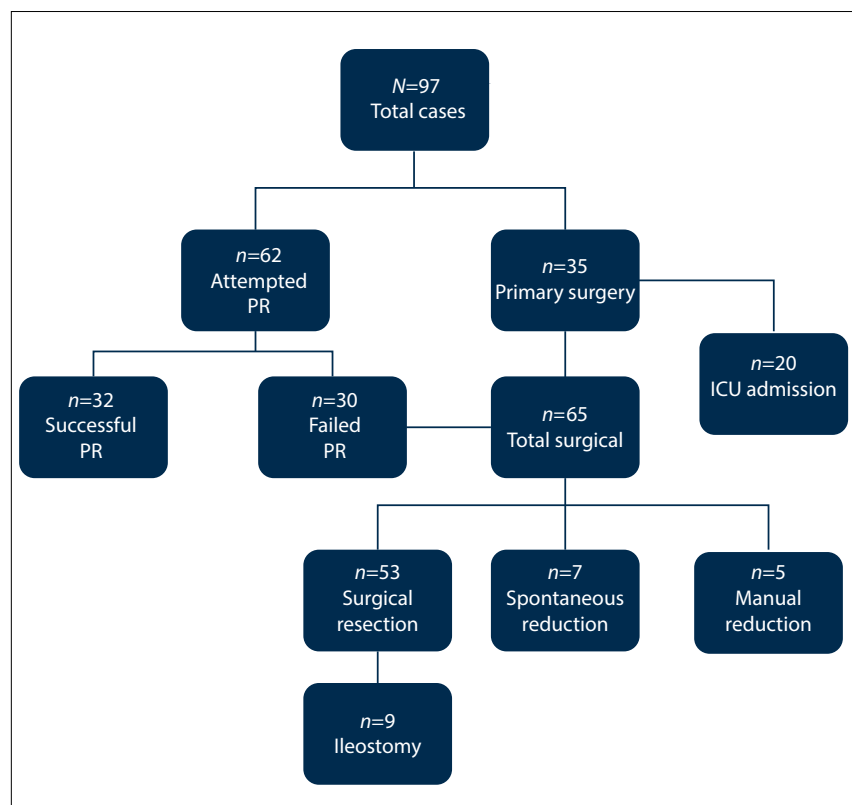 N=97
Total cases
n=62
Attempted
PR
n=35
Primary surgery
n=20
ICU admission
n=32
Successful
PR
n=30
Failed
PR
n=65
Total surgical
n=53
Surgical
resection
n=7
Spontaneous
reduction
n=5
Manual
reduction
n=9
Ileostomy